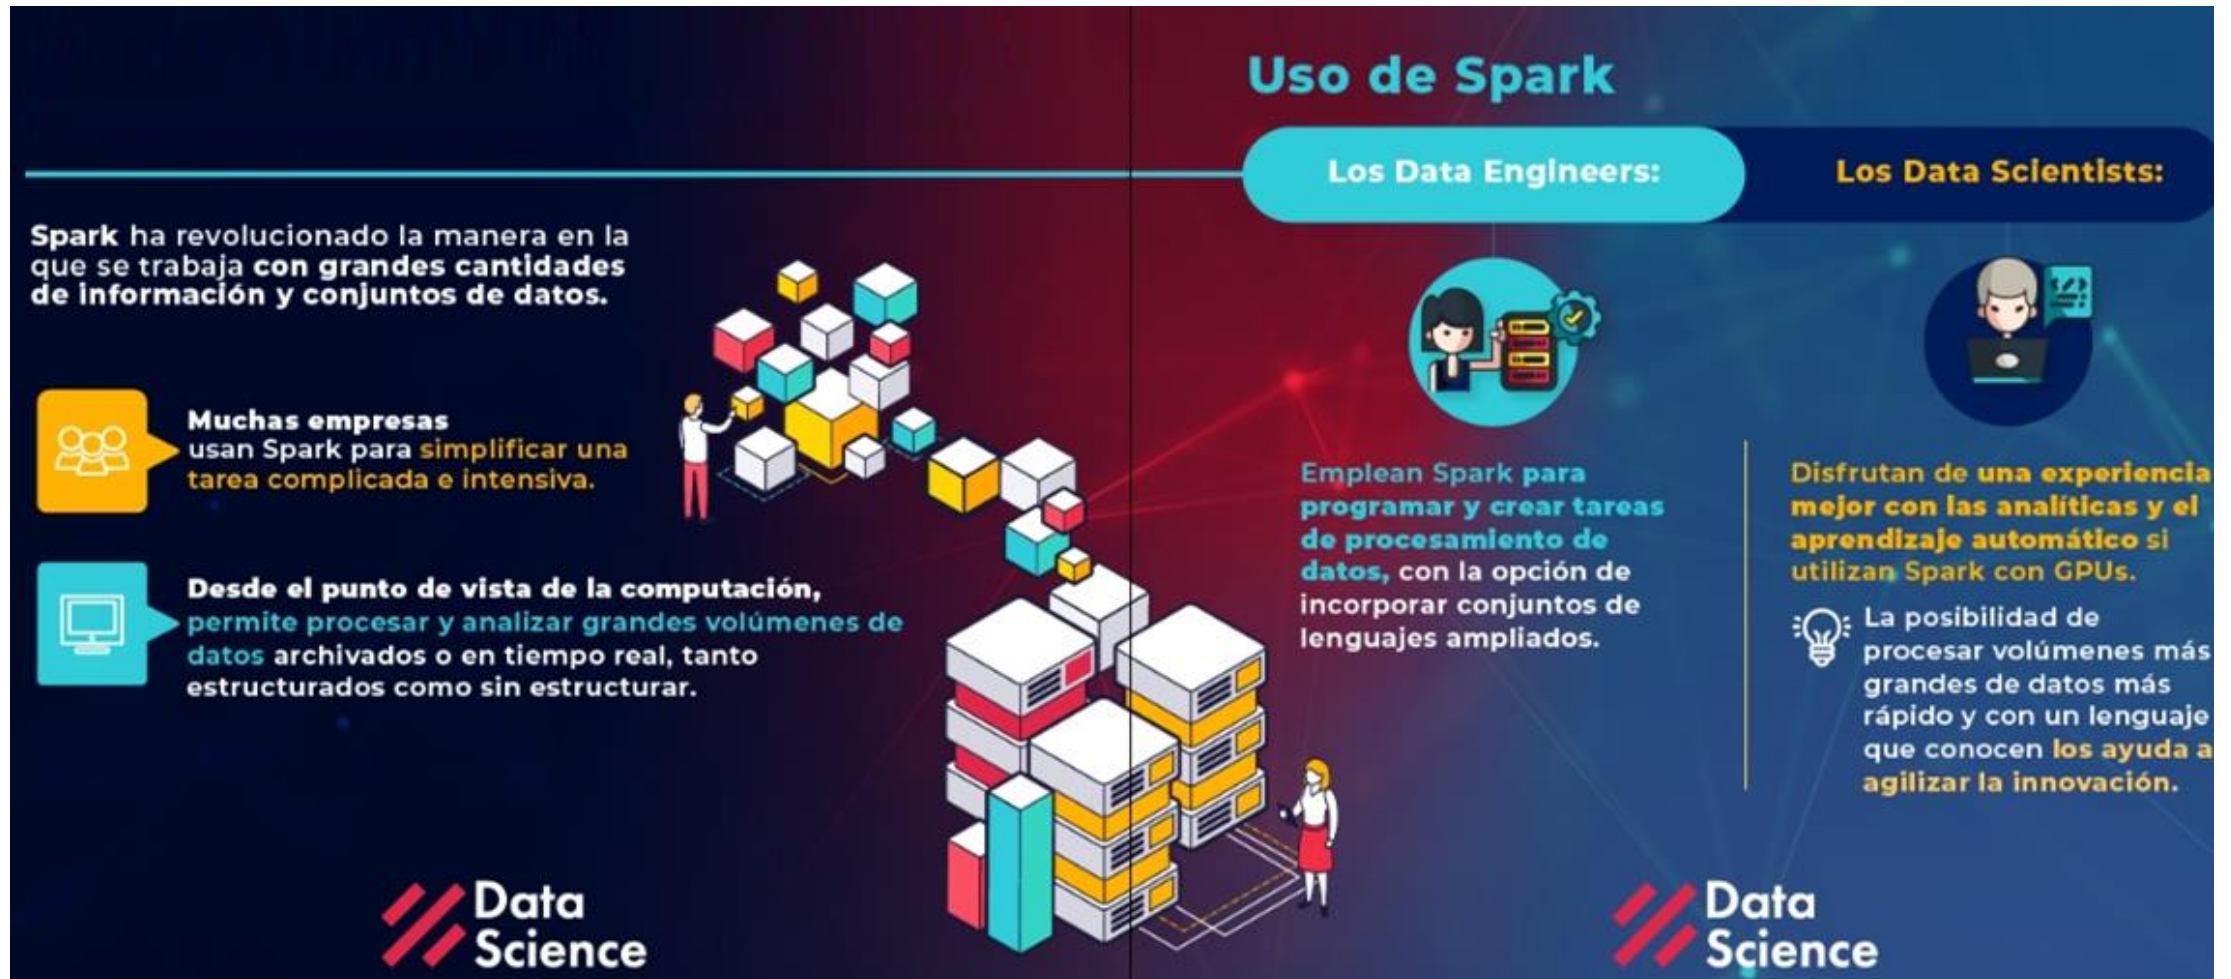 Spark ha revolucionado la manera en la
que se trabaja con grandes cantidades
de información y conjuntos de datos.
Muchas empresas
usan Spark para simplificar una
tarea complicada e intensiva.
Desde el punto de vista de la computación,
permite procesar y analizar grandes volúmenes de
datos archivados o en tiempo real, tanto
estructurados como sin estructurar.
Data
Science
Uso de Spark
Los Data Engineers:
Emplean Spark para
programar y crear tareas
de procesamiento de
datos, con la opción de
incorporar conjuntos de
lenguajes ampliados.
Los Data Scientists:
Disfrutan de una experiencia
mejor con las analíticas y el
aprendizaje automático si
utilizan Spark con GPUs.
La posibilidad de
procesar volúmenes más
grandes de datos más
rápido y con un lenguaje
que conocen los ayuda a
agilizar la innovación.
Data
Science